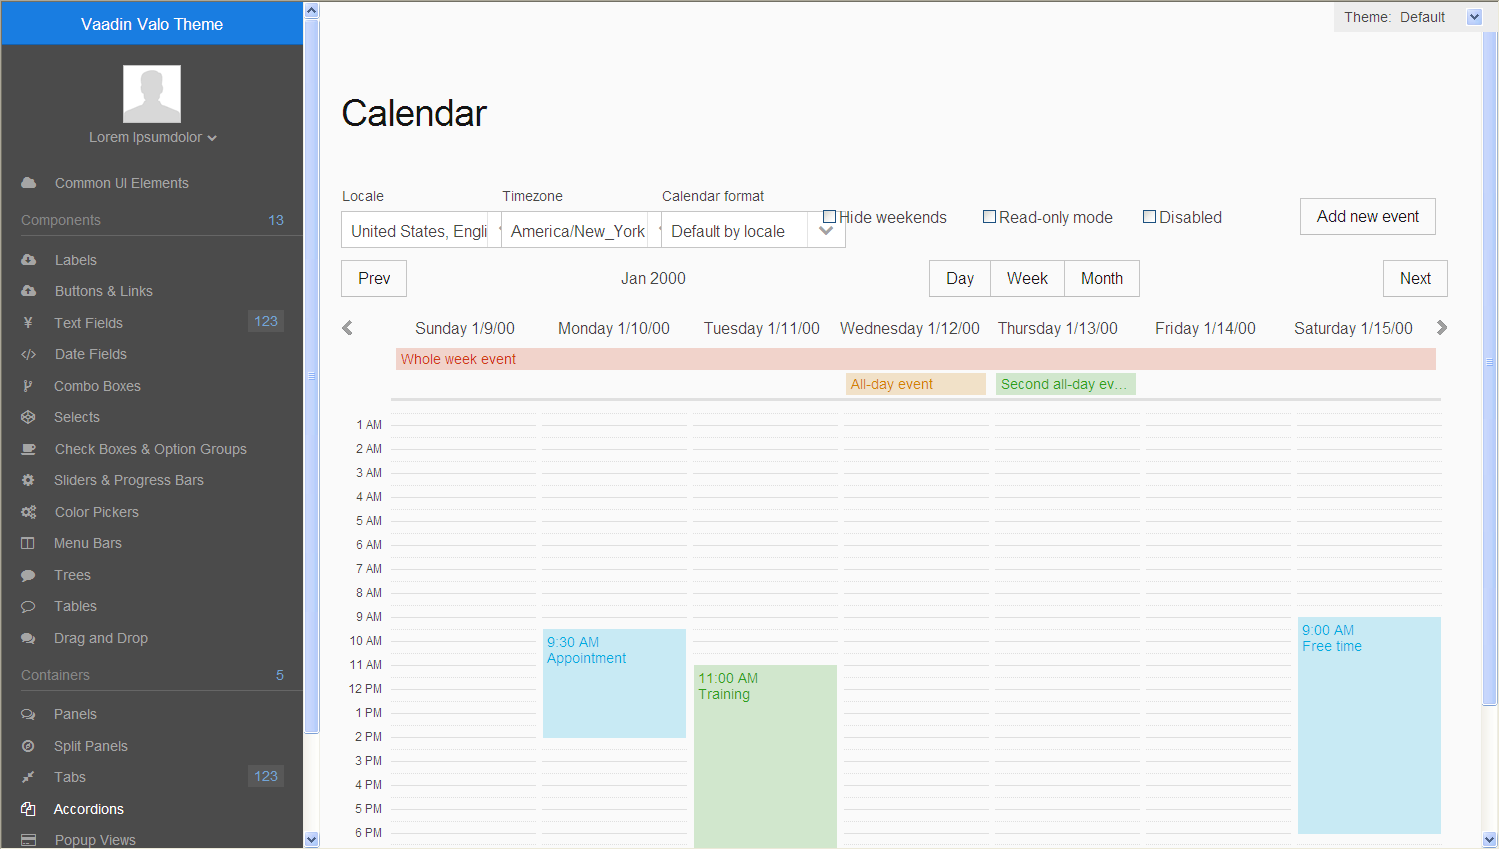 Vaadin Valo Theme
Lorem Ipsumdolor
Common UI Elements
Components 13
Labels
Buttons & Links
Text Fields 123
Date Fields
Combo Boxes
Selects
Check Boxes & Option Groups
Sliders & Progress Bars
Color Pickers
Menu Bars
Trees
Tables
Drag and Drop
Containers 5
Panels
Split Panels
Tabs 123
Accordions
Popup Views
Theme: Default
Calendar
Locale Timezone Calendar format
United States, Engli America/New_York Default by locale Hide weekends Read-only mode Disabled Add new event
Prev Jan 2000 Day Week Month Next
Sunday 1/9/00 Monday 1/10/00 Tuesday 1/11/00 Wednesday 1/12/00 Thursday 1/13/00 Friday 1/14/00 Saturday 1/15/00
Whole week event
All-day event Second all-day ev...
1 AM
2 AM
3 AM
4 AM
5 AM
6 AM
7 AM
8 AM
9 AM
10 AM
11 AM
12 PM
1 PM
2 PM
3 PM
4 PM
5 PM
6 PM
9:30 AM
Appointment
11:00 AM
Training
9:00 AM
Free time